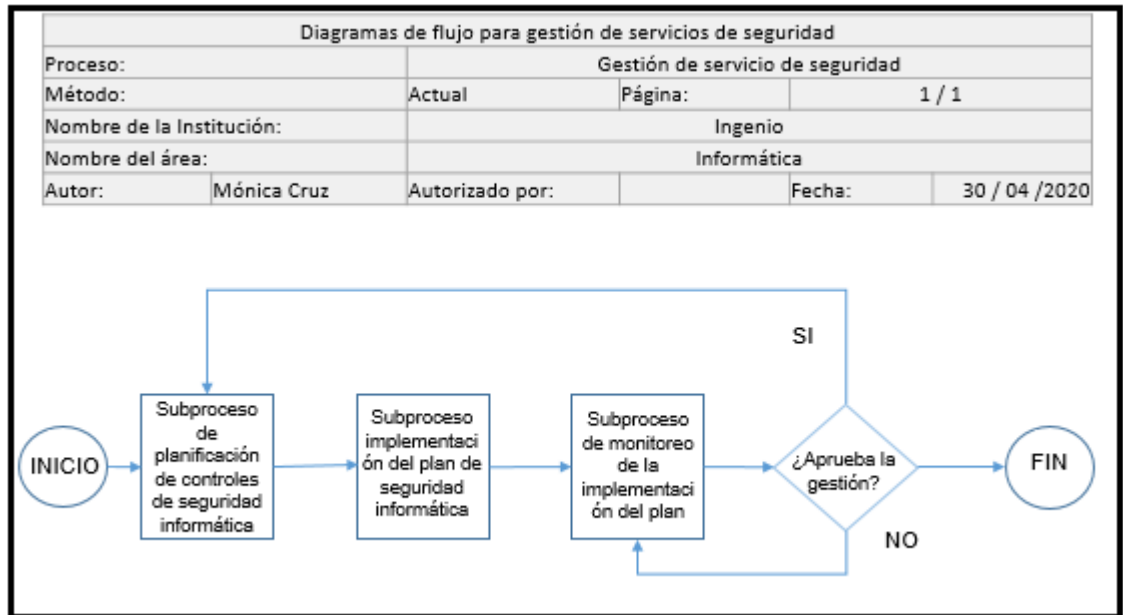 Diagramas de flujo para gestión de servicios de seguridad
Proceso: Gestión de servicio de seguridad
Método: Actual Página: 1 / 1
Nombre de la Institución: Ingenio
Nombre del área: Informática
Autor: Mónica Cruz Autorizado por: Fecha: 30 / 04 /2020
SI
INICIO
Subproceso
de
planificación
de controles
de seguridad
informática
Subproceso
implementaci
ón del plan de
seguridad
informática
Subproceso
de monitoreo
de la
implementaci
ón del plan
¿Aprueba la
gestión?
FIN
NO